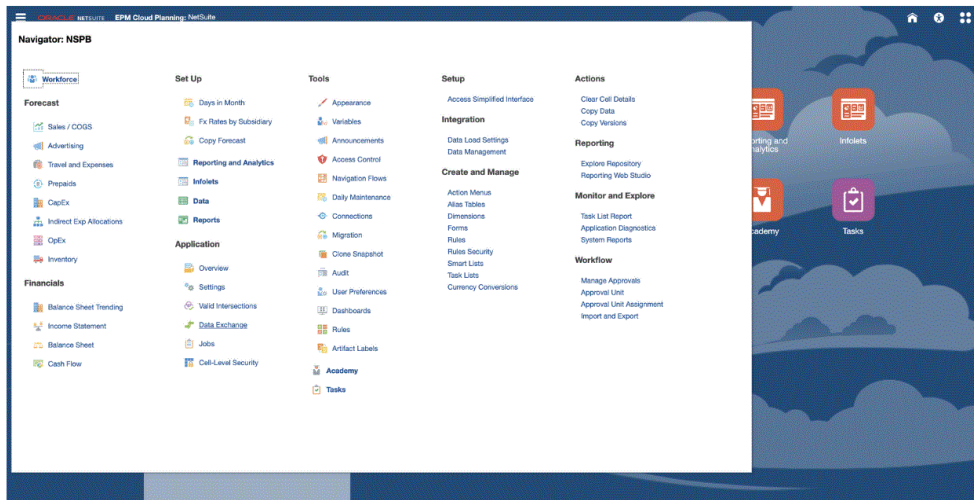 ORACLE NETSUITE EPM Cloud Planning: NetSuite
Navigator: NSPB
Workforce
Forecast
Sales / COGS
Advertising
Travel and Expenses
Prepaids
CapEx
Indirect Exp Allocations
OpEx
Inventory
Financials
Balance Sheet Trending
Income Statement
Balance Sheet
Cash Flow
Set Up
Days in Month
Fx Rates by Subsidiary
Copy Forecast
Reporting and Analytics
Infolets
Data
Reports
Application
Overview
Settings
Valid Intersections
Data Exchange
Jobs
Cell-Level Security
Tools
Appearance
Variables
Announcements
Access Control
Navigation Flows
Daily Maintenance
Connections
Migration
Clone Snapshot
Audit
User Preferences
Dashboards
Rules
Artifact Labels
Academy
Tasks
Setup
Access Simplified Interface
Integration
Data Load Settings
Data Management
Create and Manage
Action Menus
Alias Tables
Dimensions
Forms
Rules
Rules Security
Smart Lists
Task Lists
Currency Conversions
Actions
Clear Cell Details
Copy Data
Copy Versions
Reporting
Explore Repository
Reporting Web Studio
Monitor and Explore
Task List Report
Application Diagnostics
System Reports
Workflow
Manage Approvals
Approval Unit
Approval Unit Assignment
Import and Export
orting and
nalytics
Infolets
cademy
Tasks